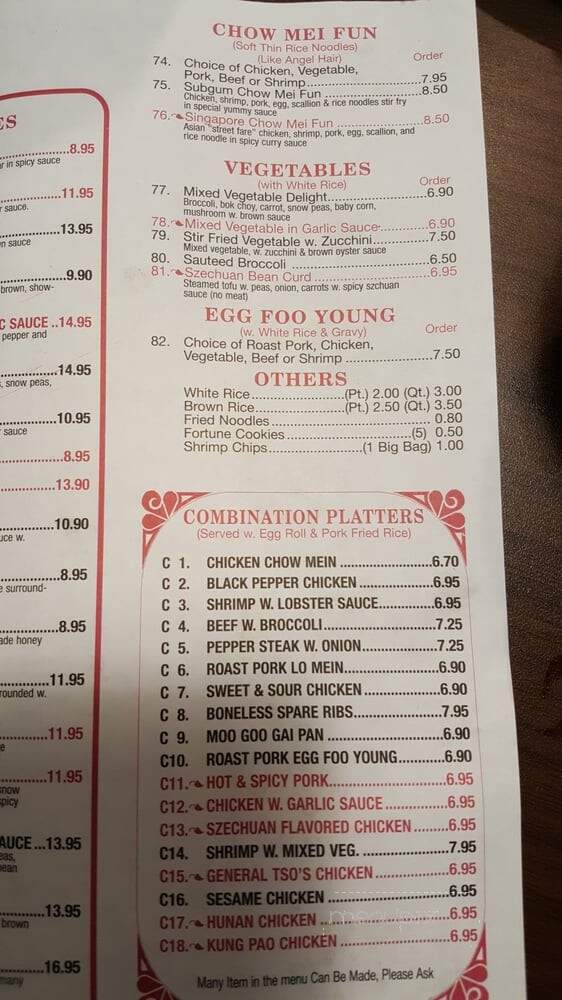 ES
8.95
r in spicy sauce
11.95
r sauce.
13.95
n sauce
9.90
brown, show-
C SAUCE ..14.95
pepper and
14.95
, snow peas,
10.95
sauce
8.95
13.90
10.90
uce w.
8.95
e surround-
8.95
ade honey
11.95
rounded w.
11.95
e
11.95
now
picy
AUCE ...13.95
eas,
bean
13.95
brown
16.95
many
CHOW MEI FUN
(Soft Thin Rice Noodles)
(Like Angel Hair) Order
74. Choice of Chicken, Vegetable,
Pork, Beef or Shrimp 7.95
75. Subgum Chow Mei Fun 8.50
Chicken, shrimp, pork, egg, scallion & rice noodles stir fry
in special yummy sauce
76. Singapore Chow Mei Fun 8.50
Asian "street fare" chicken, shrimp, pork, egg, scallion, and
rice noodle in spicy curry sauce
VEGETABLES
(with White Rice) Order
77. Mixed Vegetable Delight 6.90
Broccoli, bok choy, carrot, snow peas, baby corn,
mushroom w. brown sauce
78. Mixed Vegetable in Garlic Sauce 6.90
79. Stir Fried Vegetable w. Zucchini 7.50
Mixed vegetable, w. zucchini & brown oyster sauce
80. Sauteed Broccoli 6.50
81. Szechuan Bean Curd 6.95
Steamed tofu w. peas, onion, carrots w. spicy szchuan
sauce (no meat)
EGG FOO YOUNG
(w. White Rice & Gravy) Order
82. Choice of Roast Pork, Chicken,
Vegetable, Beef or Shrimp 7.50
OTHERS
White Rice (Pt.) 2.00 (Qt.) 3.00
Brown Rice (Pt.) 2.50 (Qt.) 3.50
Fried Noodles 0.80
Fortune Cookies (5) 0.50
Shrimp Chips (1 Big Bag) 1.00
COMBINATION PLATTERS
(Served w. Egg Roll & Pork Fried Rice)
C 1. CHICKEN CHOW MEIN 6.70
C 2. BLACK PEPPER CHICKEN 6.95
C 3. SHRIMP W. LOBSTER SAUCE 6.95
C 4. BEEF W. BROCCOLI 7.25
C 5. PEPPER STEAK W. ONION 7.25
C 6. ROAST PORK LO MEIN 6.90
C 7. SWEET & SOUR CHICKEN 6.90
C 8. BONELESS SPARE RIBS 7.95
C 9. MOO GOO GAI PAN 6.90
C10. ROAST PORK EGG FOO YOUNG 6.90
C11. HOT & SPICY PORK 6.95
C12. CHICKEN W. GARLIC SAUCE 6.95
C13. SZECHUAN FLAVORED CHICKEN 6.95
C14. SHRIMP W. MIXED VEG. 7.95
C15. GENERAL TSO'S CHICKEN 6.95
C16. SESAME CHICKEN 6.95
C17. HUNAN CHICKEN 6.95
C18. KUNG PAO CHICKEN 6.95
Many Item in the menu Can Be Made, Please Ask